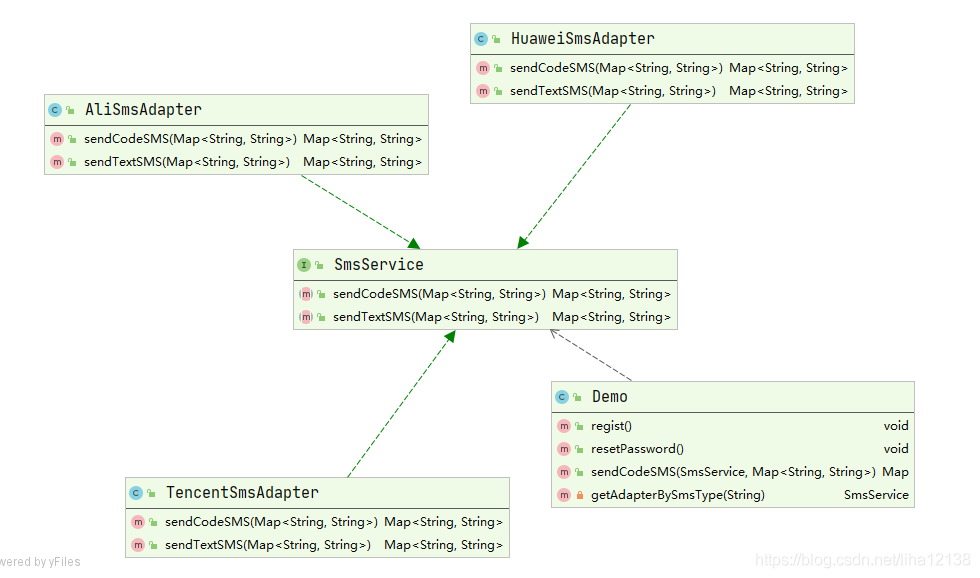 HuaweiSmsAdapter
sendCodeSMS(Map<String, String>) Map<String, String>
sendTextSMS(Map<String, String>) Map<String, String>
AliSmsAdapter
sendCodeSMS(Map<String, String>) Map<String, String>
sendTextSMS(Map<String, String>) Map<String, String>
SmsService
sendCodeSMS(Map<String, String>) Map<String, String>
sendTextSMS(Map<String, String>) Map<String, String>
Demo
regist() void
resetPassword() void
sendCodeSMS(SmsService, Map<String, String>) Map
getAdapterBySmsType(String) SmsService
TencentSmsAdapter
sendCodeSMS(Map<String, String>) Map<String, String>
sendTextSMS(Map<String, String>) Map<String, String>
wered by yFiles
https://blog.csdn.net/liha12138